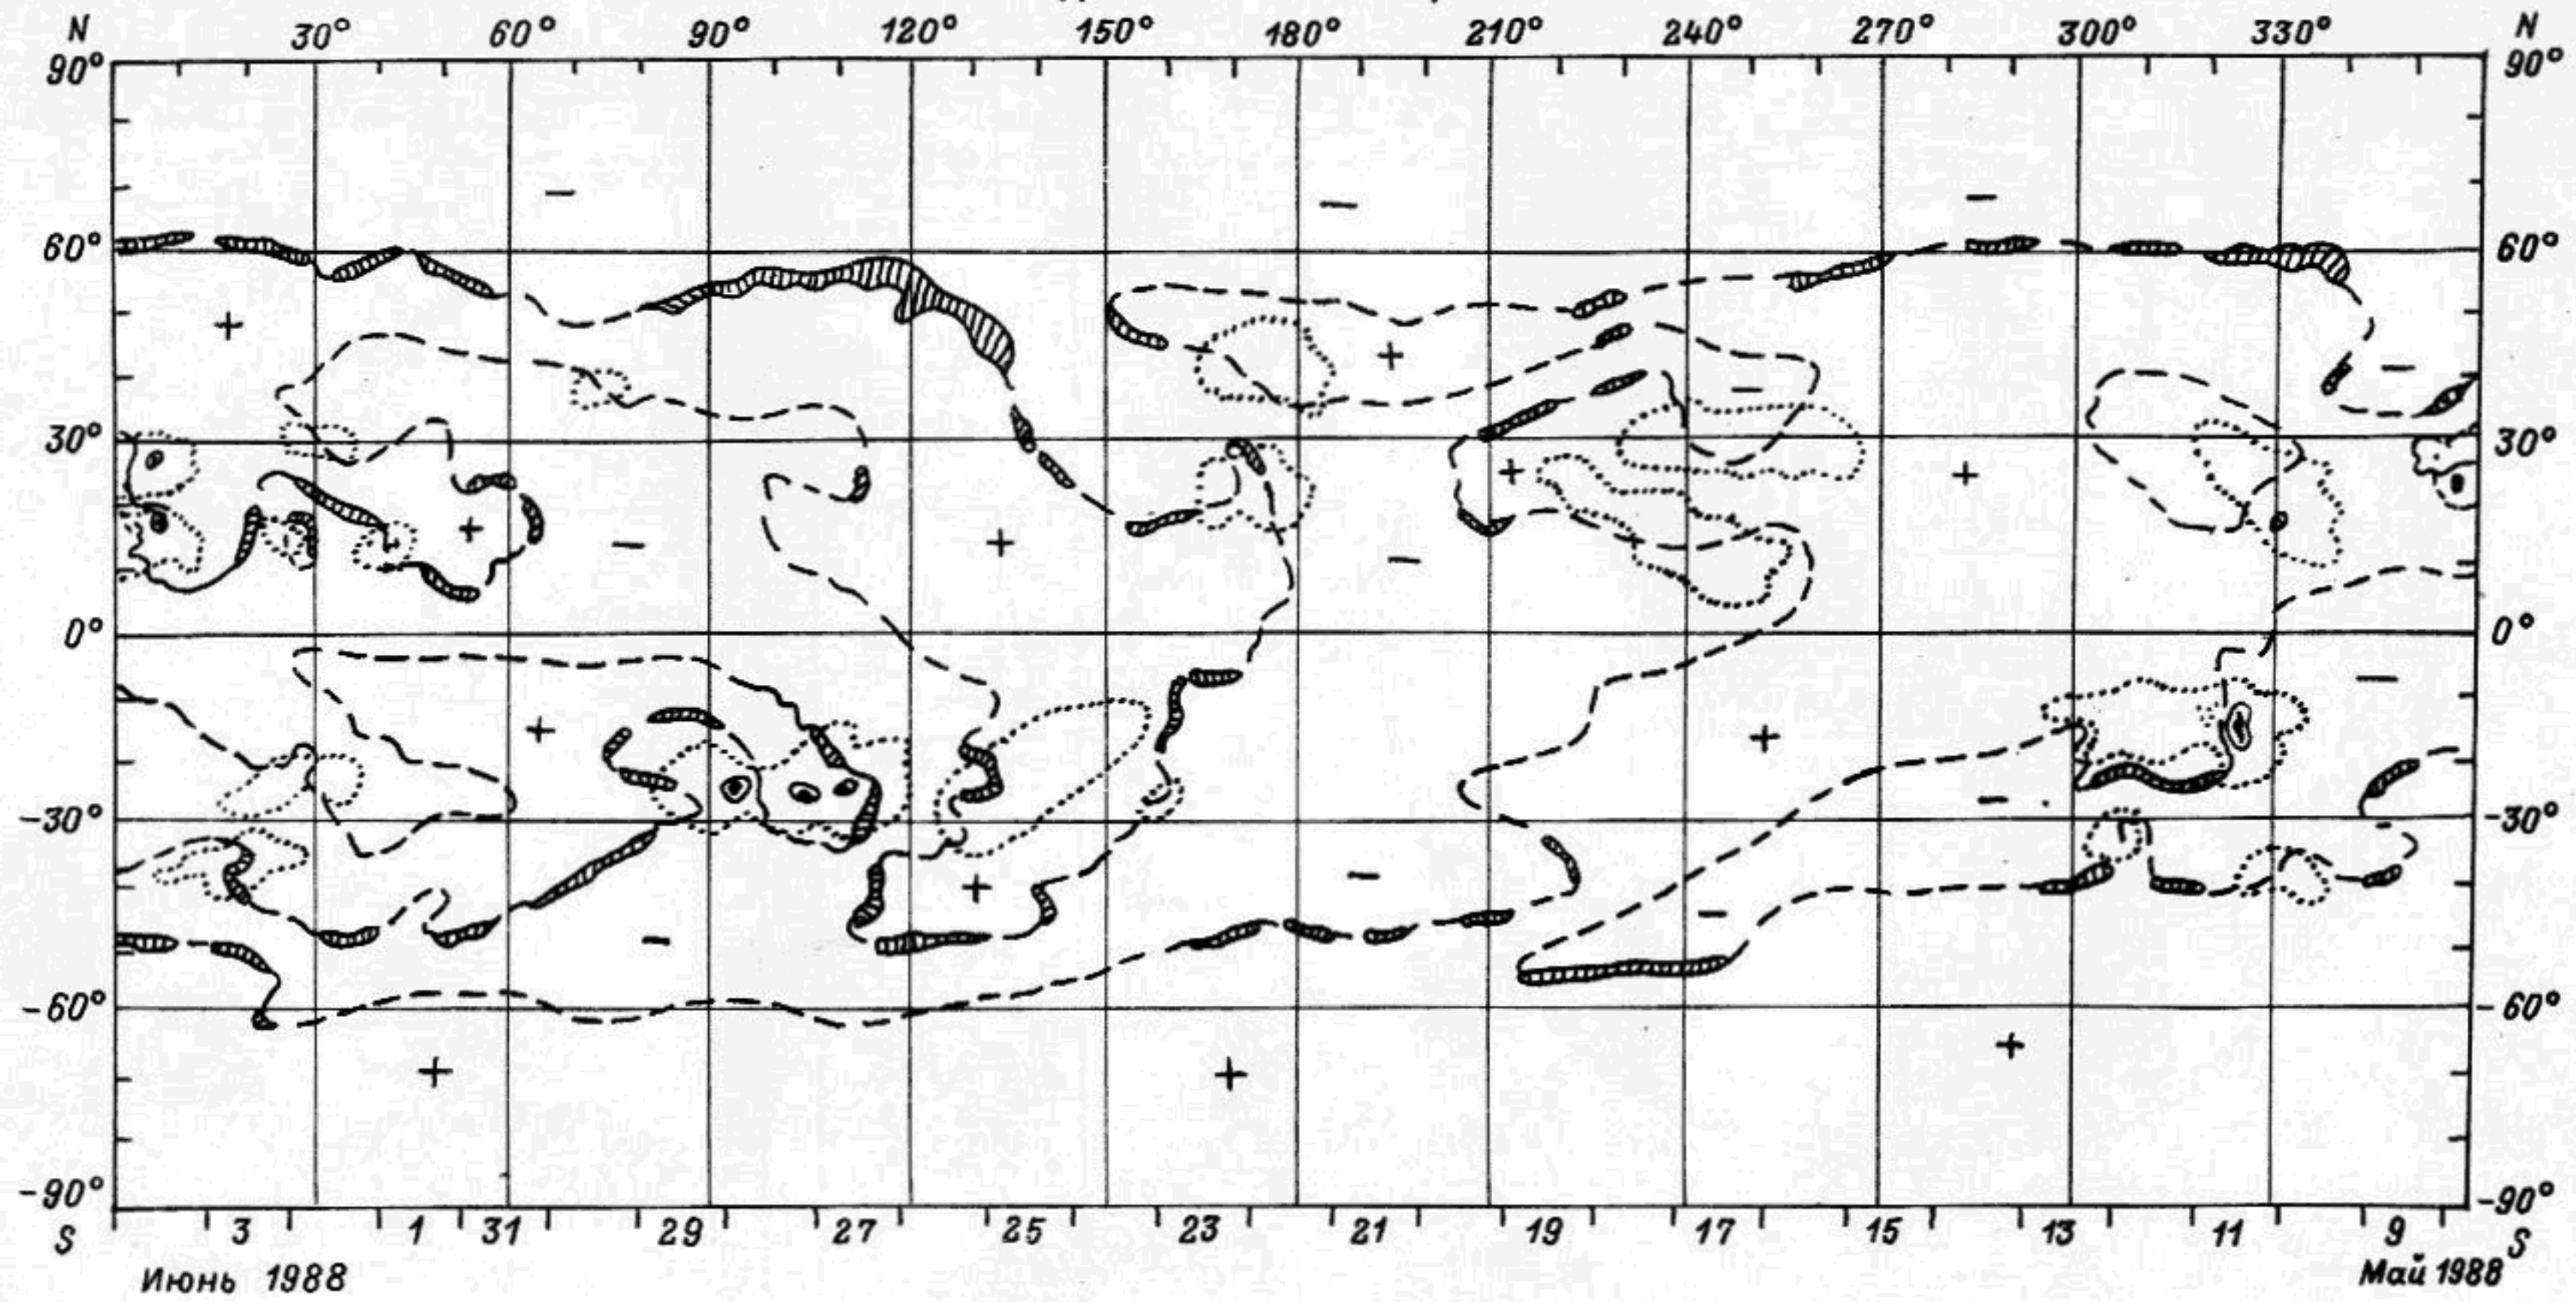 N 30° 60° 90° 120° 150° 180° 210° 240° 270° 300° 330° N
90° 90°
− − −
60° 60°
+ + − −
30° 30°
+ − + + − +
0° 0°
+ + − −
-30° -30°
+ − − −
-60° -60°
+ + +
-90° -90°
S 3 1 31 29 27 25 23 21 19 17 15 13 11 9 S
Июнь 1988 Май 1988